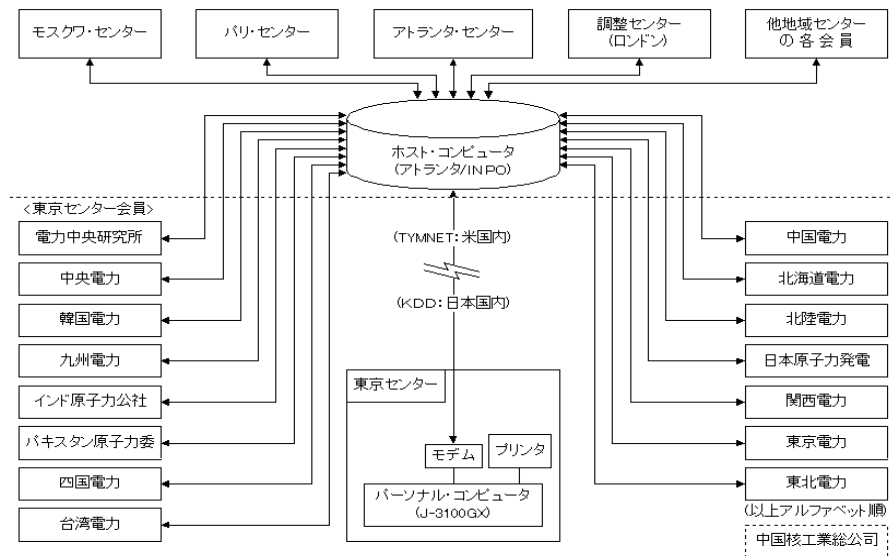 モスクワ・センター
パリ・センター
アトランタ・センター
調整センター
(ロンドン)
他地域センター
の各会員
ホスト・コンピュータ
(アトランタ/INPO)
<東京センター会員>
電力中央研究所
中央電力
韓国電力
九州電力
インド原子力公社
パキスタン原子力委
四国電力
台湾電力
(TYMNET:米国内)
(KDD:日本国内)
東京センター
モデム
プリンタ
パーソナル・コンピュータ
(J-3100GX)
中国電力
北海道電力
北陸電力
日本原子力発電
関西電力
東京電力
東北電力
(以上アルファベット順)
中国核工業総公司